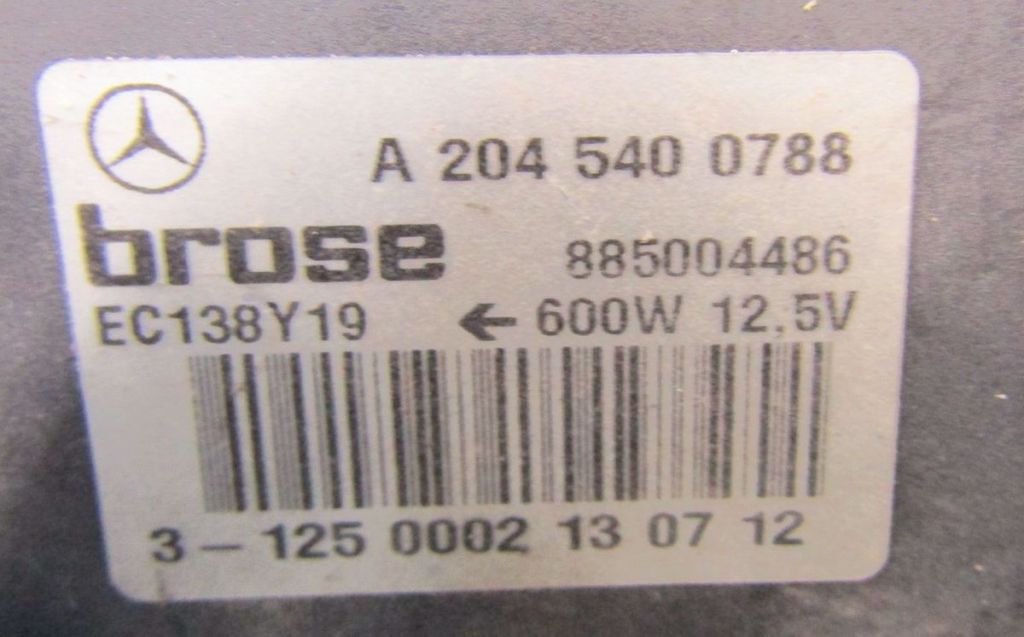 A 204 540 0788
brose 885004486
EC138Y19 ← 600W 12,5V
3 - 125 0002 13 07 12